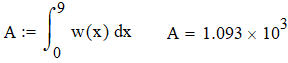 A := ∫₀⁹ w(x) dx    A = 1.093 × 10³